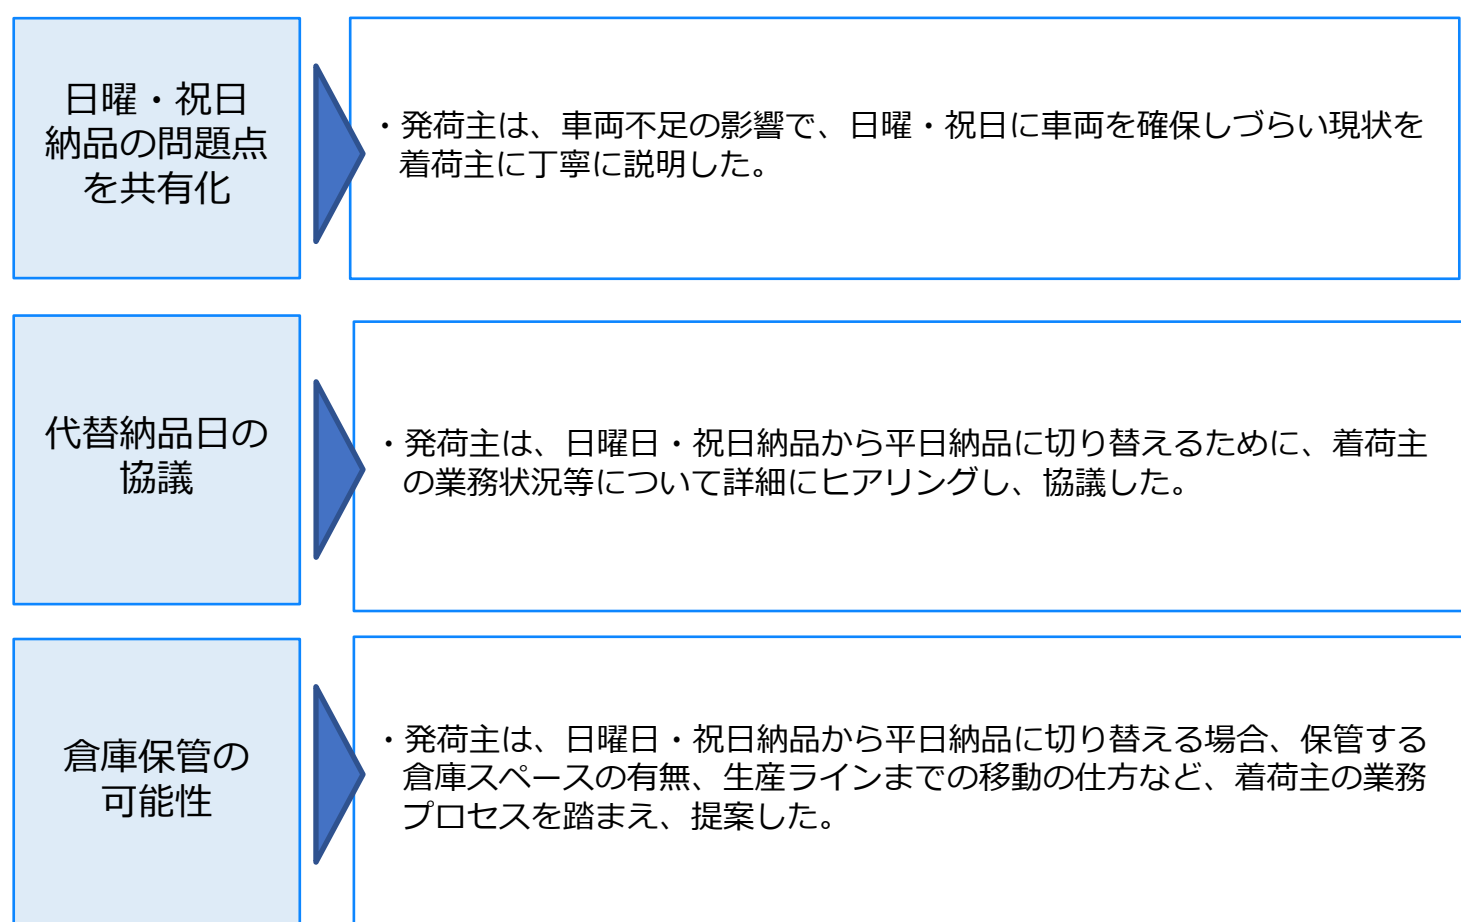 日曜・祝日
納品の問題点
を共有化
・発荷主は、車両不足の影響で、日曜・祝日に車両を確保しづらい現状を
着荷主に丁寧に説明した。
代替納品日の
協議
・発荷主は、日曜日・祝日納品から平日納品に切り替えるために、着荷主
の業務状況等について詳細にヒアリングし、協議した。
倉庫保管の
可能性
・発荷主は、日曜日・祝日納品から平日納品に切り替える場合、保管する
倉庫スペースの有無、生産ラインまでの移動の仕方など、着荷主の業務
プロセスを踏まえ、提案した。